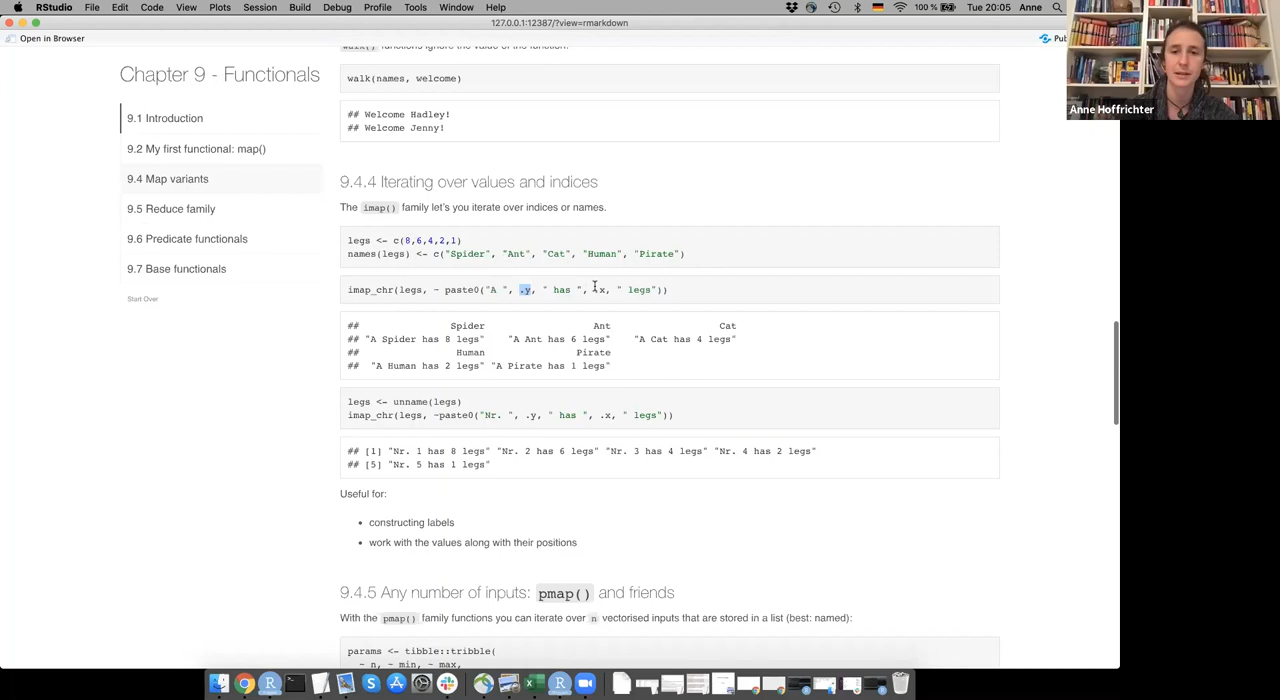 RStudio File Edit Code View Plots Session Build Debug Profile Tools Window Help 100 % Tue 20:05 Anne
127.0.0.1:12387/?view=rmarkdown
Open in Browser
Anne Hoffrichter
walk() functions ignore the value of the function.
Chapter 9 - Functionals
9.1 Introduction
9.2 My first functional: map()
9.4 Map variants
9.5 Reduce family
9.6 Predicate functionals
9.7 Base functionals
Start Over
walk(names, welcome)
## Welcome Hadley!
## Welcome Jenny!
9.4.4 Iterating over values and indices
The imap() family let's you iterate over indices or names.
legs <- c(8,6,4,2,1)
names(legs) <- c("Spider", "Ant", "Cat", "Human", "Pirate")
imap_chr(legs, ~ paste0("A ", .y, " has ", .x, " legs"))
## Spider Ant Cat
## "A Spider has 8 legs" "A Ant has 6 legs" "A Cat has 4 legs"
## Human Pirate
## "A Human has 2 legs" "A Pirate has 1 legs"
legs <- unname(legs)
imap_chr(legs, ~paste0("Nr. ", .y, " has ", .x, " legs"))
## [1] "Nr. 1 has 8 legs" "Nr. 2 has 6 legs" "Nr. 3 has 4 legs" "Nr. 4 has 2 legs"
## [5] "Nr. 5 has 1 legs"
Useful for:
• constructing labels
• work with the values along with their positions
9.4.5 Any number of inputs: pmap() and friends
With the pmap() family functions you can iterate over n vectorised inputs that are stored in a list (best: named):
params <- tibble::tribble(
~ n, ~ min, ~ max,